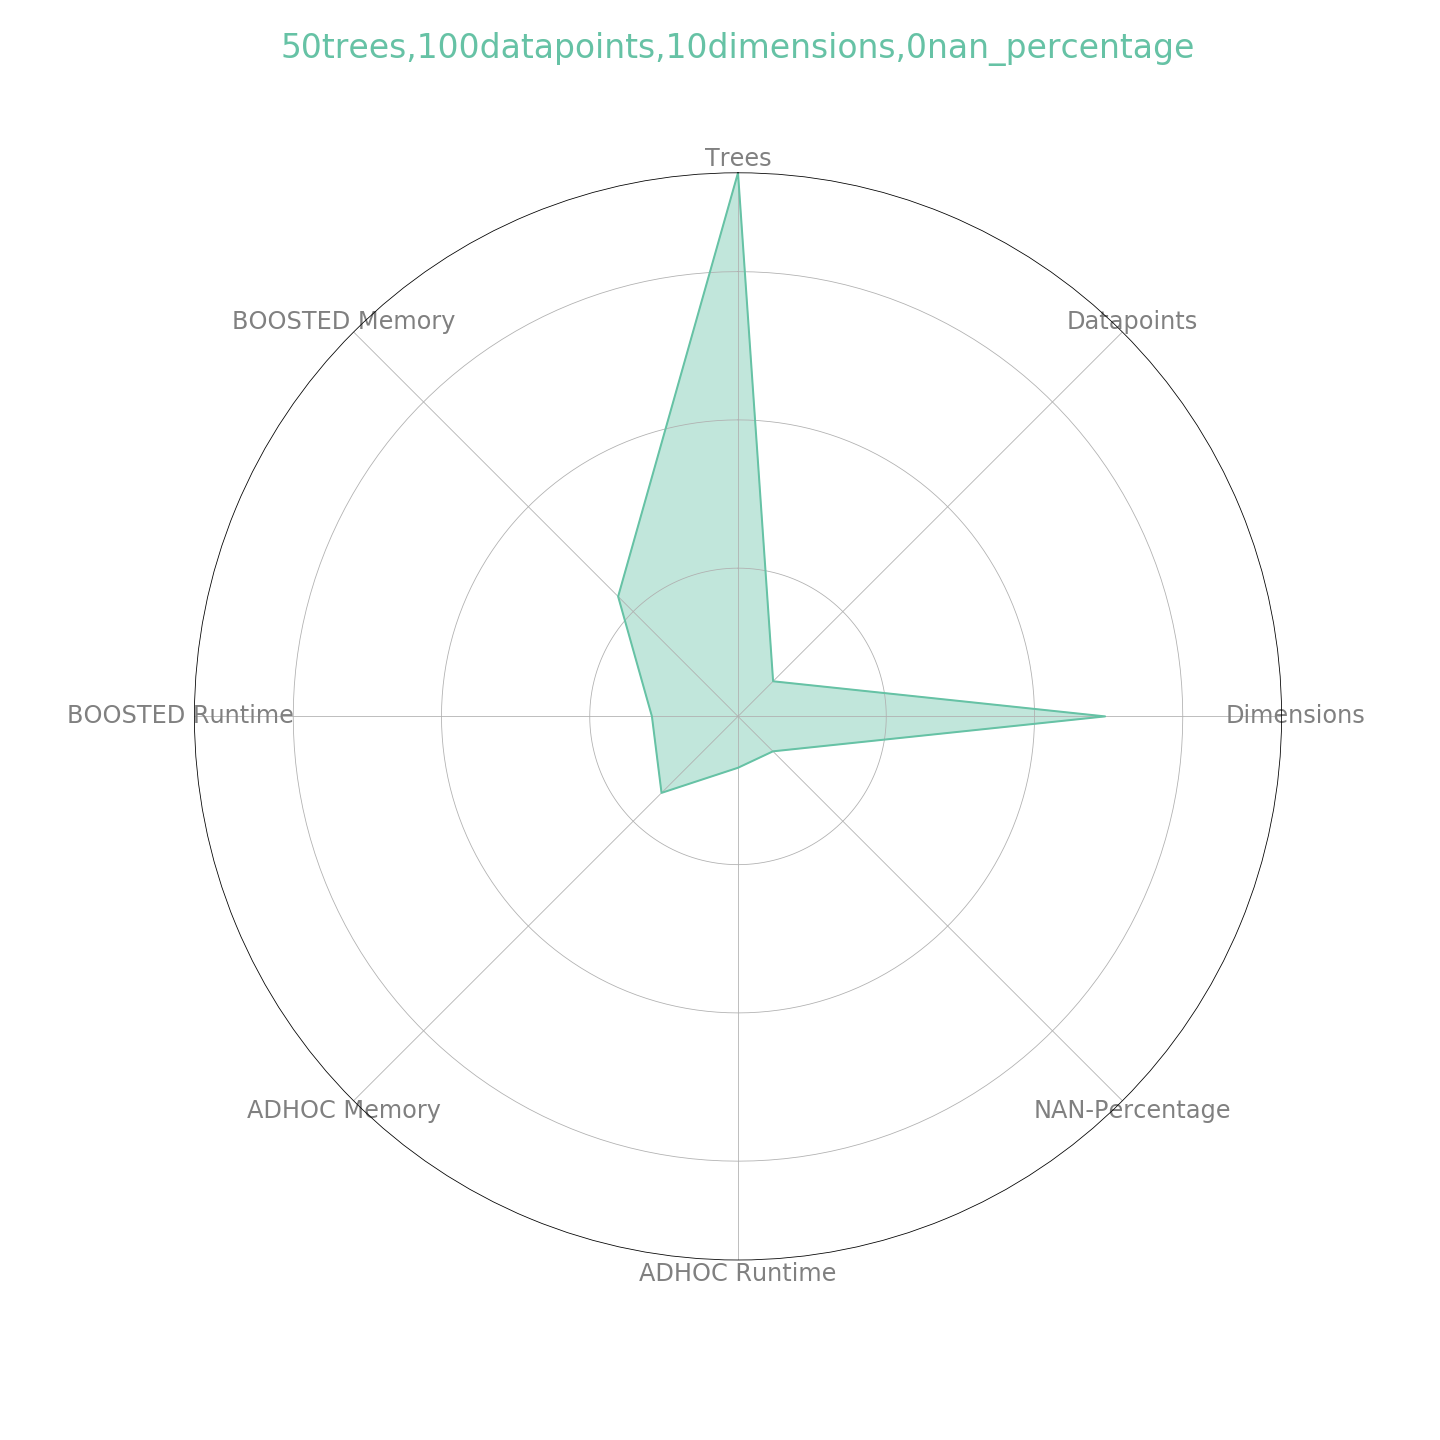 50trees,100datapoints,10dimensions,0nan_percentage
Trees
BOOSTED Memory
Datapoints
BOOSTED Runtime
Dimensions
ADHOC Memory
NAN-Percentage
ADHOC Runtime